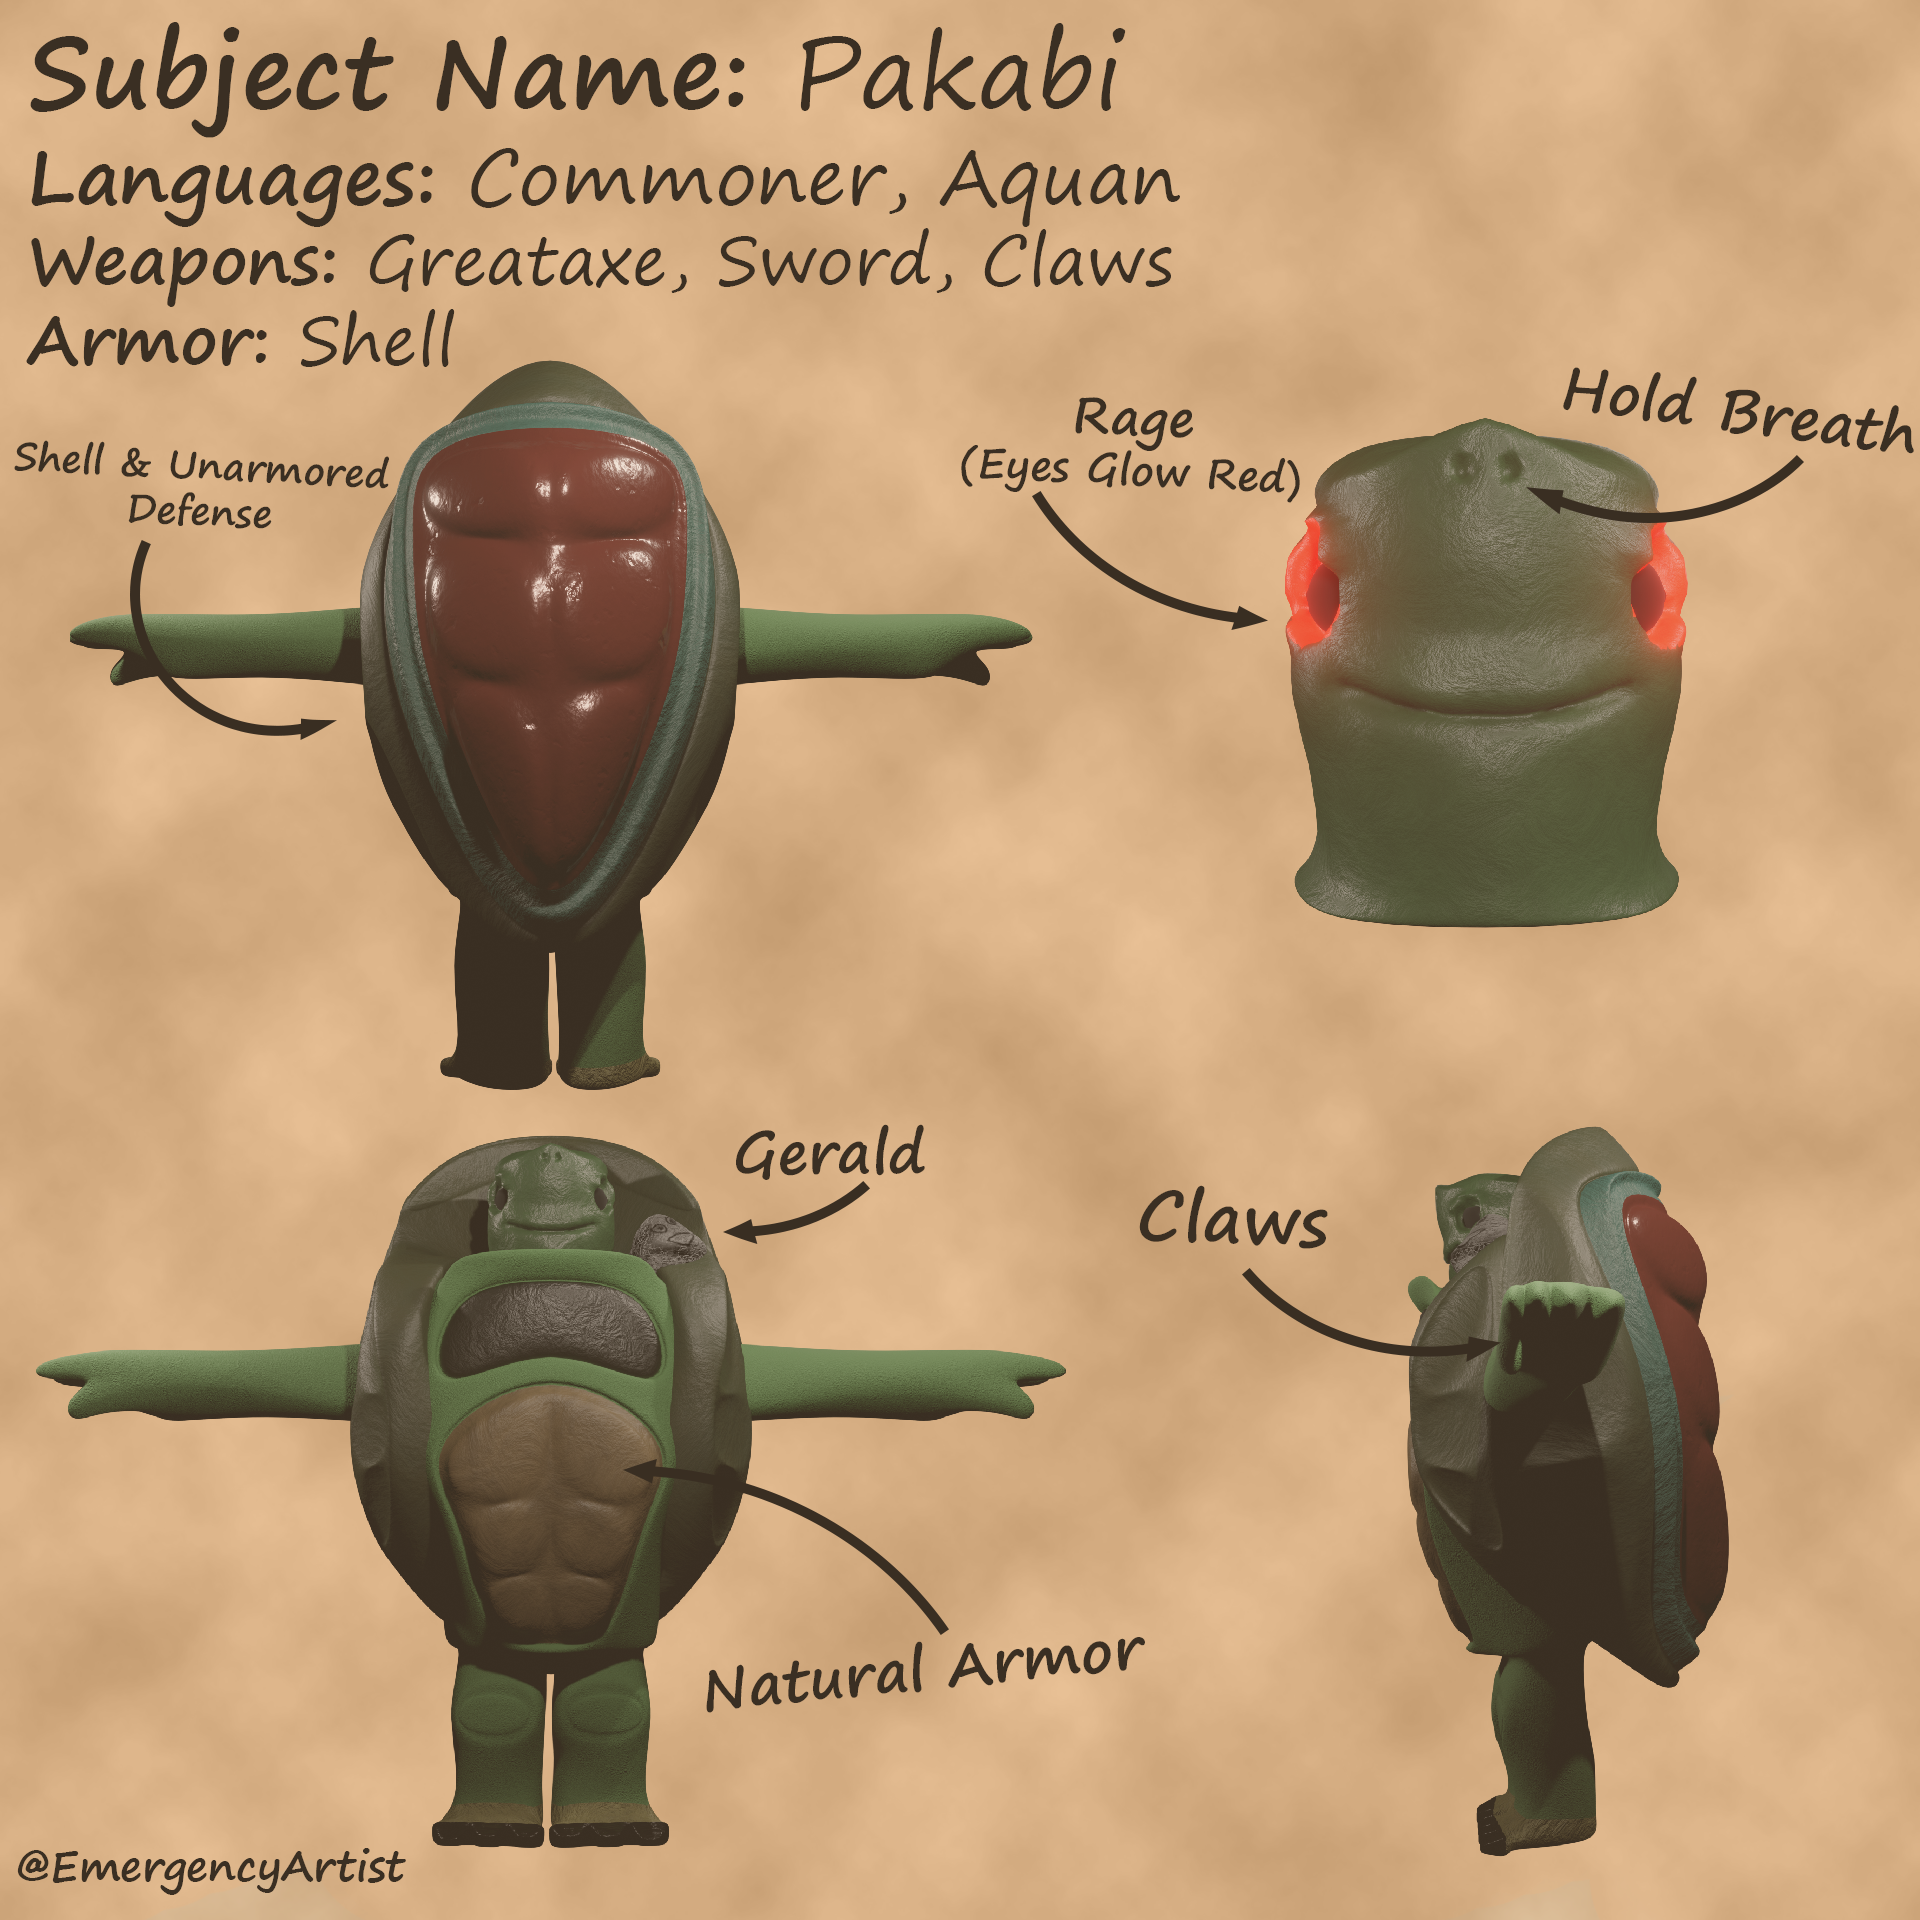 Subject Name: Pakabi
Languages: Commoner, Aquan
Weapons: Greataxe, Sword, Claws
Armor: Shell
Shell & Unarmored
Defense
Rage
(Eyes Glow Red)
Hold Breath
Gerald
Claws
Natural Armor
@EmergencyArtist